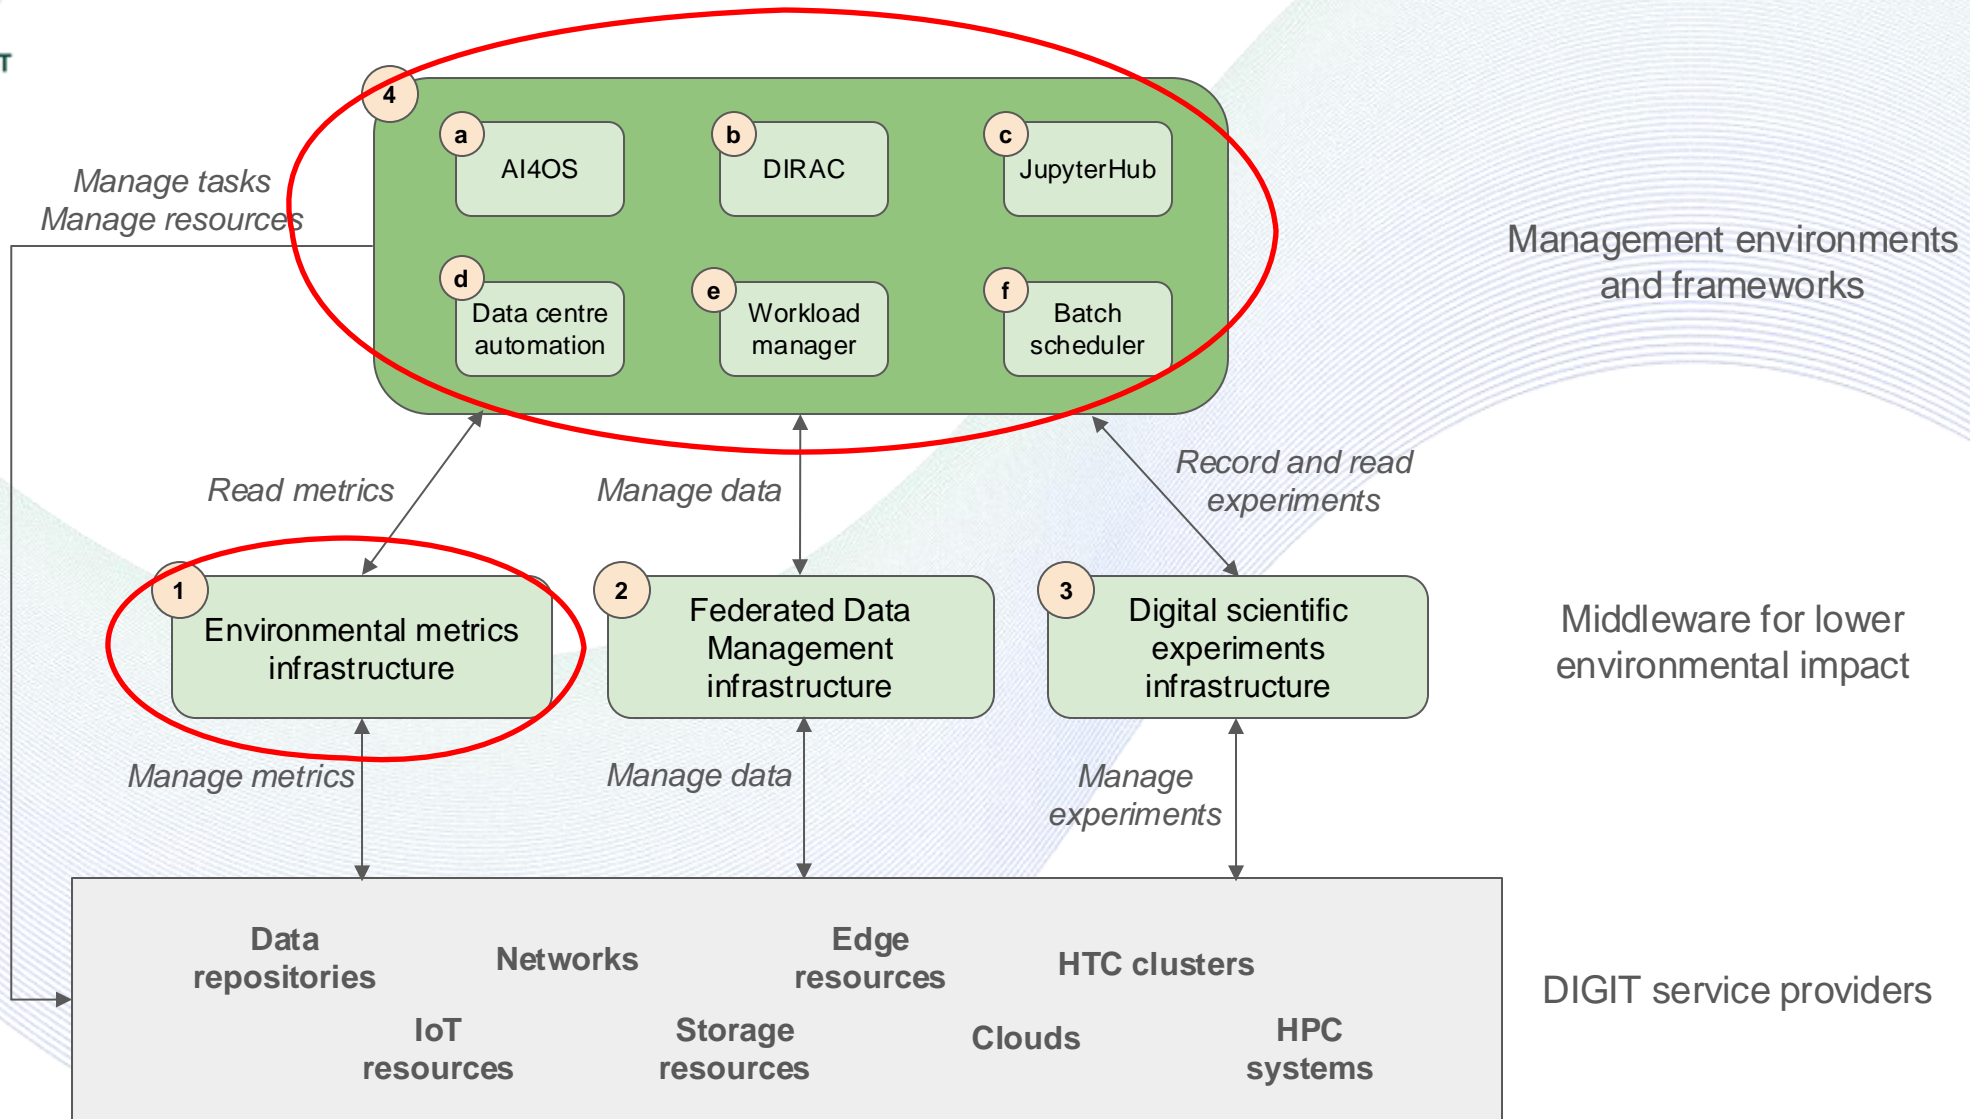 T
4
a
AI4OS
b
DIRAC
c
JupyterHub
d
Data centre
automation
e
Workload
manager
f
Batch
scheduler
Manage tasks
Manage resources
Management environments
and frameworks
Read metrics
Manage data
Record and read
experiments
1
Environmental metrics
infrastructure
2
Federated Data
Management
infrastructure
3
Digital scientific
experiments
infrastructure
Middleware for lower
environmental impact
Manage metrics
Manage data
Manage
experiments
Data
repositories
Networks
Edge
resources
HTC clusters
IoT
resources
Storage
resources
Clouds
HPC
systems
DIGIT service providers